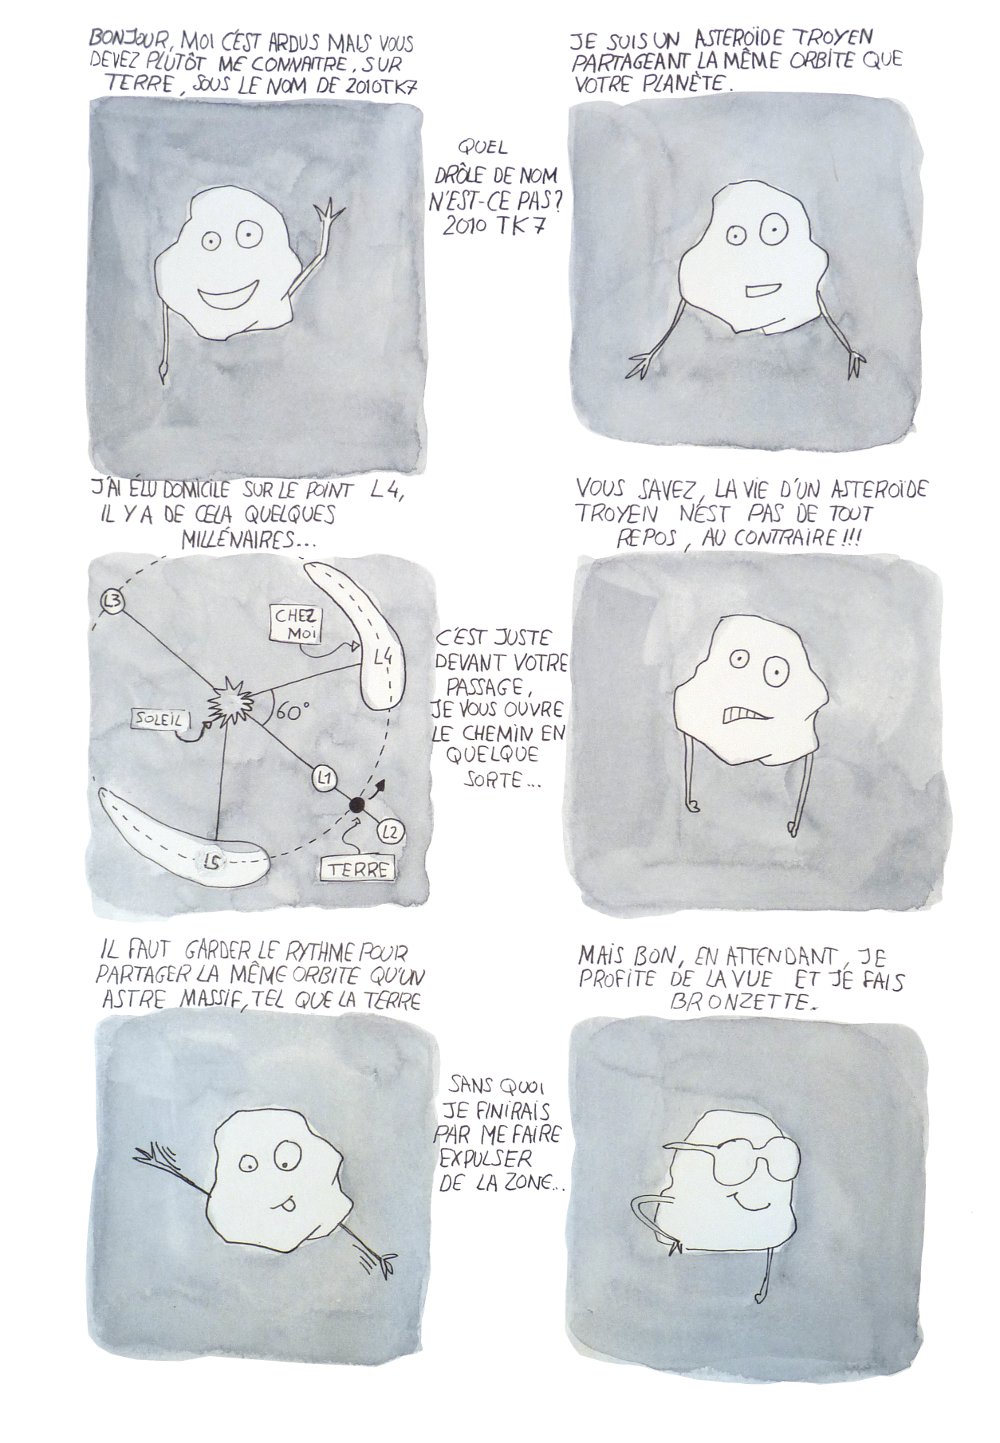 BONJOUR, MOI C'EST ARDUS MAIS VOUS
DEVEZ PLUTÔT ME CONNAITRE, SUR
TERRE, SOUS LE NOM DE 2010TK7
QUEL
DRÔLE DE NOM
N'EST-CE PAS?
2010 TK7
JE SUIS UN ASTEROÏDE TROYEN
PARTAGEANT LA MÊME ORBITE QUE
VOTRE PLANÈTE.
J'AI ÉLU DOMICILE SUR LE POINT L4,
IL Y A DE CELA QUELQUES
MILLÉNAIRES...
L3
CHEZ
MOI
L4
SOLEIL
60°
L1
L2
L5
TERRE
C'EST JUSTE
DEVANT VOTRE
PASSAGE,
JE VOUS OUVRE
LE CHEMIN EN
QUELQUE
SORTE...
VOUS SAVEZ, LA VIE D'UN ASTEROÏDE
TROYEN N'EST PAS DE TOUT
REPOS, AU CONTRAIRE!!!
IL FAUT GARDER LE RYTHME POUR
PARTAGER LA MÊME ORBITE QU'UN
ASTRE MASSIF, TEL QUE LA TERRE
SANS QUOI
JE FINIRAIS
PAR ME FAIRE
EXPULSER
DE LA ZONE...
MAIS BON, EN ATTENDANT, JE
PROFITE DE LA VUE ET JE FAIS
BRONZETTE.